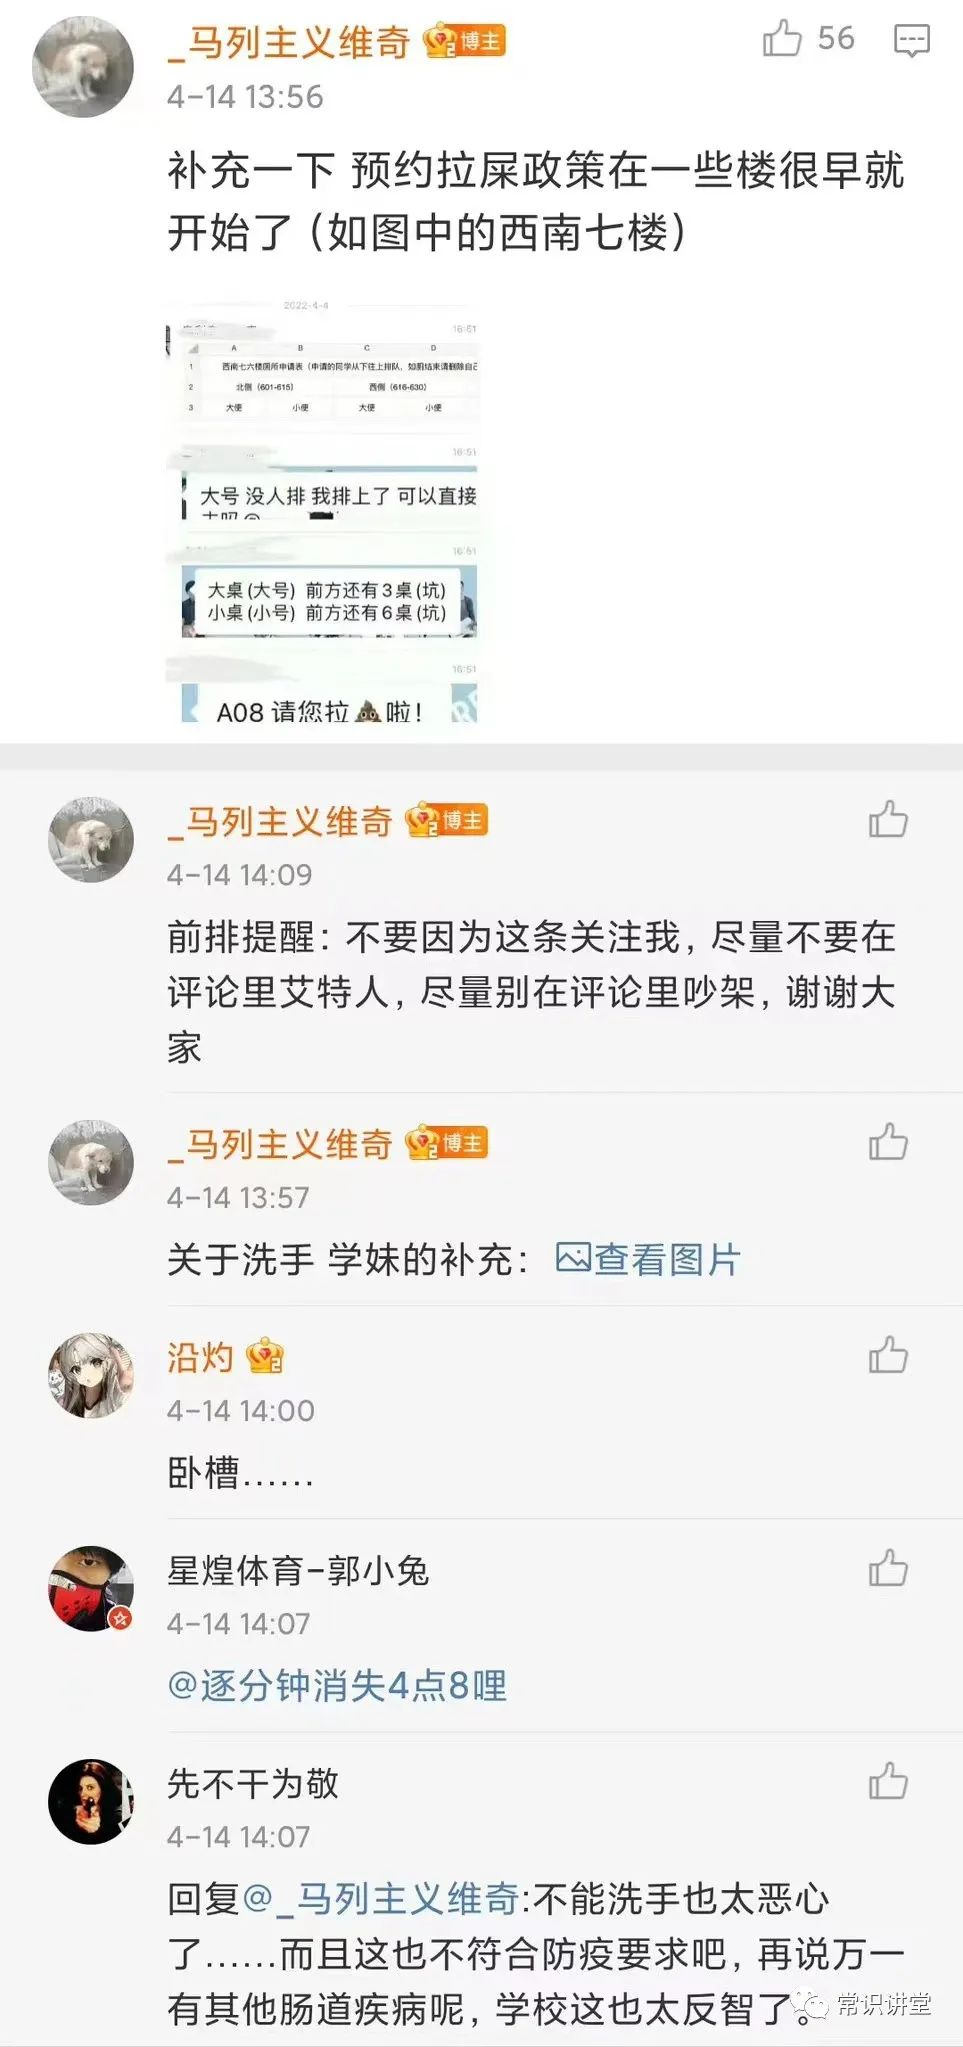 _马列主义维奇 2 博主
56
4-14 13:56
补充一下 预约拉屎政策在一些楼很早就
开始了（如图中的西南七楼）
2022-4-4
16:51
A B C D
1 西南七六楼厕所申请表（申请的同学从下往上排队，如厕结束请删除自己
2 北侧（601-615） 西侧（616-630）
3 大便 小便 大便 小便
16:51
大号 没人排 我排上了 可以直接
16:51
大桌(大号) 前方还有3桌(坑)
小桌(小号) 前方还有6桌(坑)
16:51
A08 请您拉💩啦！
_马列主义维奇 2 博主
4-14 14:09
前排提醒：不要因为这条关注我，尽量不要在
评论里艾特人，尽量别在评论里吵架，谢谢大
家
_马列主义维奇 2 博主
4-14 13:57
关于洗手 学妹的补充： 查看图片
沿灼 2
4-14 14:00
卧槽……
星煌体育-郭小兔
4-14 14:07
@逐分钟消失4点8哩
先不干为敬
4-14 14:07
回复@_马列主义维奇:不能洗手也太恶心
了……而且这也不符合防疫要求吧，再说万一
有其他肠道疾病呢，学校这也太反智了。
常识讲堂